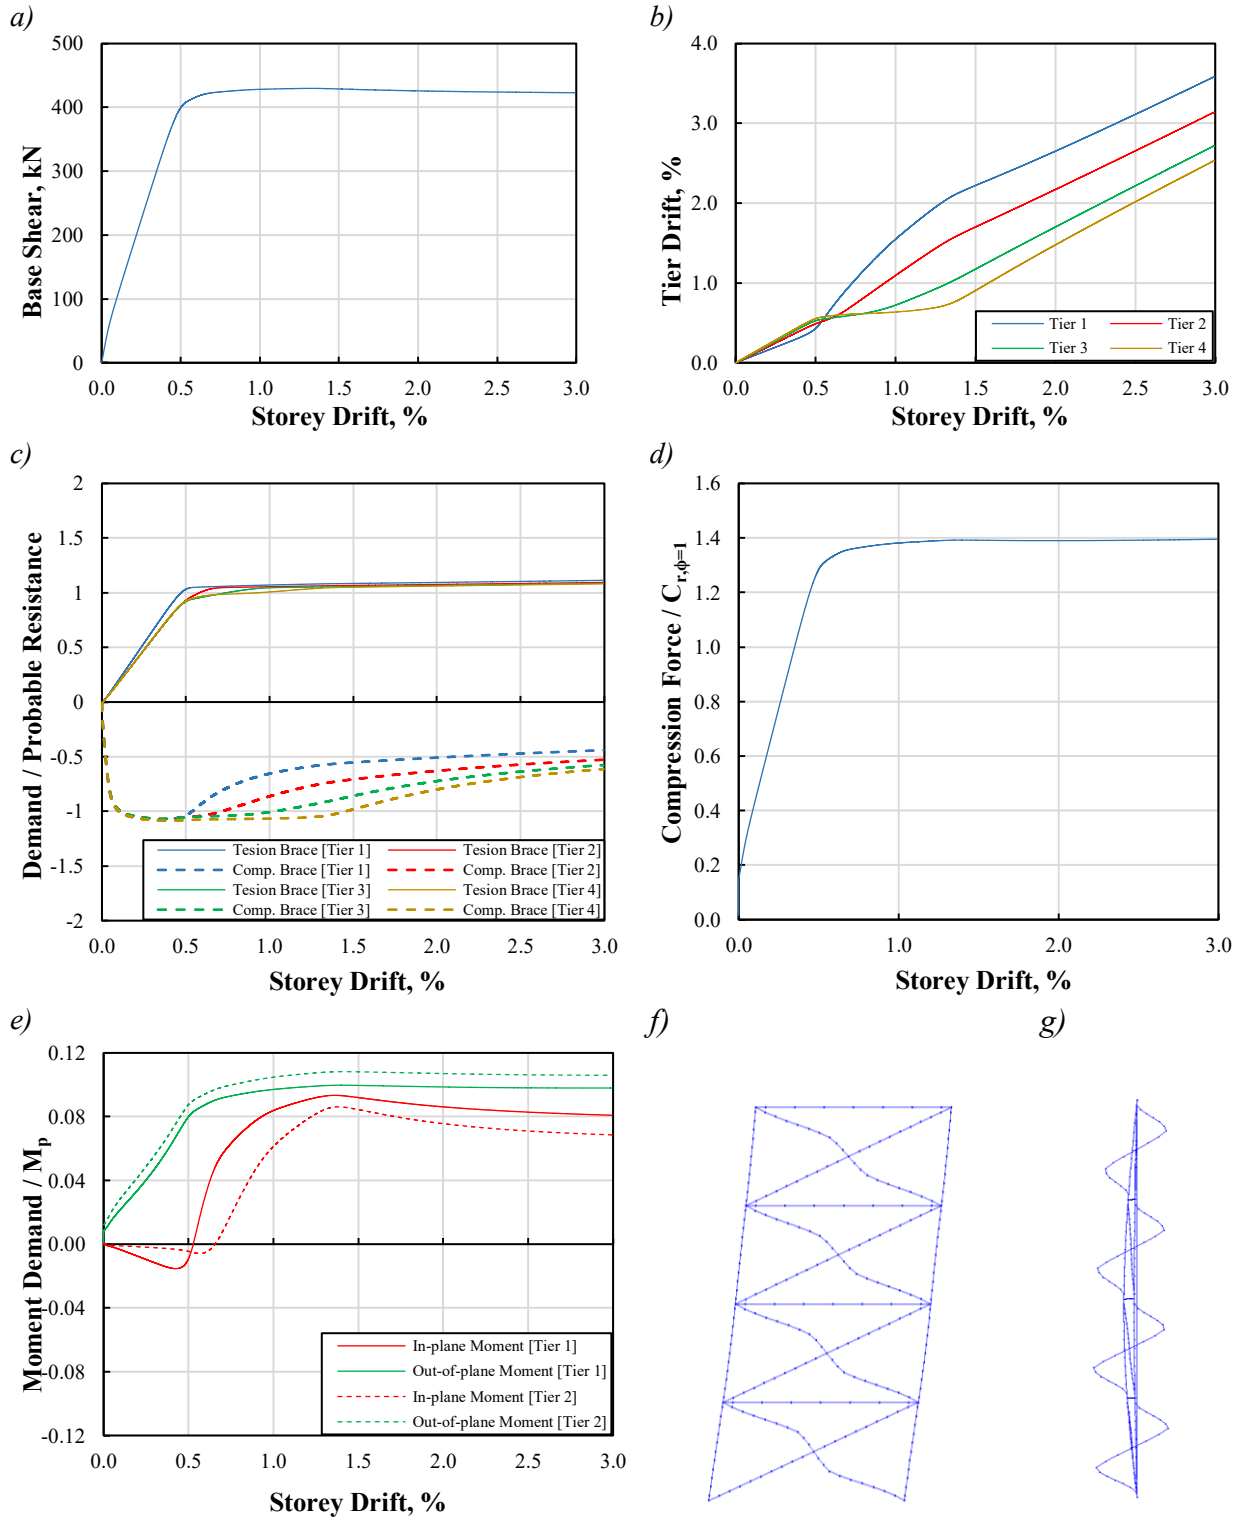 a)
500
400
300
200
100
0
Base Shear, kN
0.0 0.5 1.0 1.5 2.0 2.5 3.0
Storey Drift, %
b)
4.0
3.0
2.0
1.0
0.0
Tier Drift, %
Tier 1 Tier 2
Tier 3 Tier 4
0.0 0.5 1.0 1.5 2.0 2.5 3.0
Storey Drift, %
c)
2
1.5
1
0.5
0
-0.5
-1
-1.5
-2
Demand / Probable Resistance
Tesion Brace [Tier 1] Tesion Brace [Tier 2]
Comp. Brace [Tier 1] Comp. Brace [Tier 2]
Tesion Brace [Tier 3] Tesion Brace [Tier 4]
Comp. Brace [Tier 3] Comp. Brace [Tier 4]
0.0 0.5 1.0 1.5 2.0 2.5 3.0
Storey Drift, %
d)
1.6
1.4
1.2
1.0
0.8
0.6
0.4
0.2
0.0
Compression Force / C_{r,ϕ=1}
0.0 1.0 2.0 3.0
Storey Drift, %
e)
0.12
0.08
0.04
0.00
-0.04
-0.08
-0.12
Moment Demand / M_p
In-plane Moment [Tier 1]
Out-of-plane Moment [Tier 1]
In-plane Moment [Tier 2]
Out-of-plane Moment [Tier 2]
0.0 0.5 1.0 1.5 2.0 2.5 3.0
Storey Drift, %
f)
g)